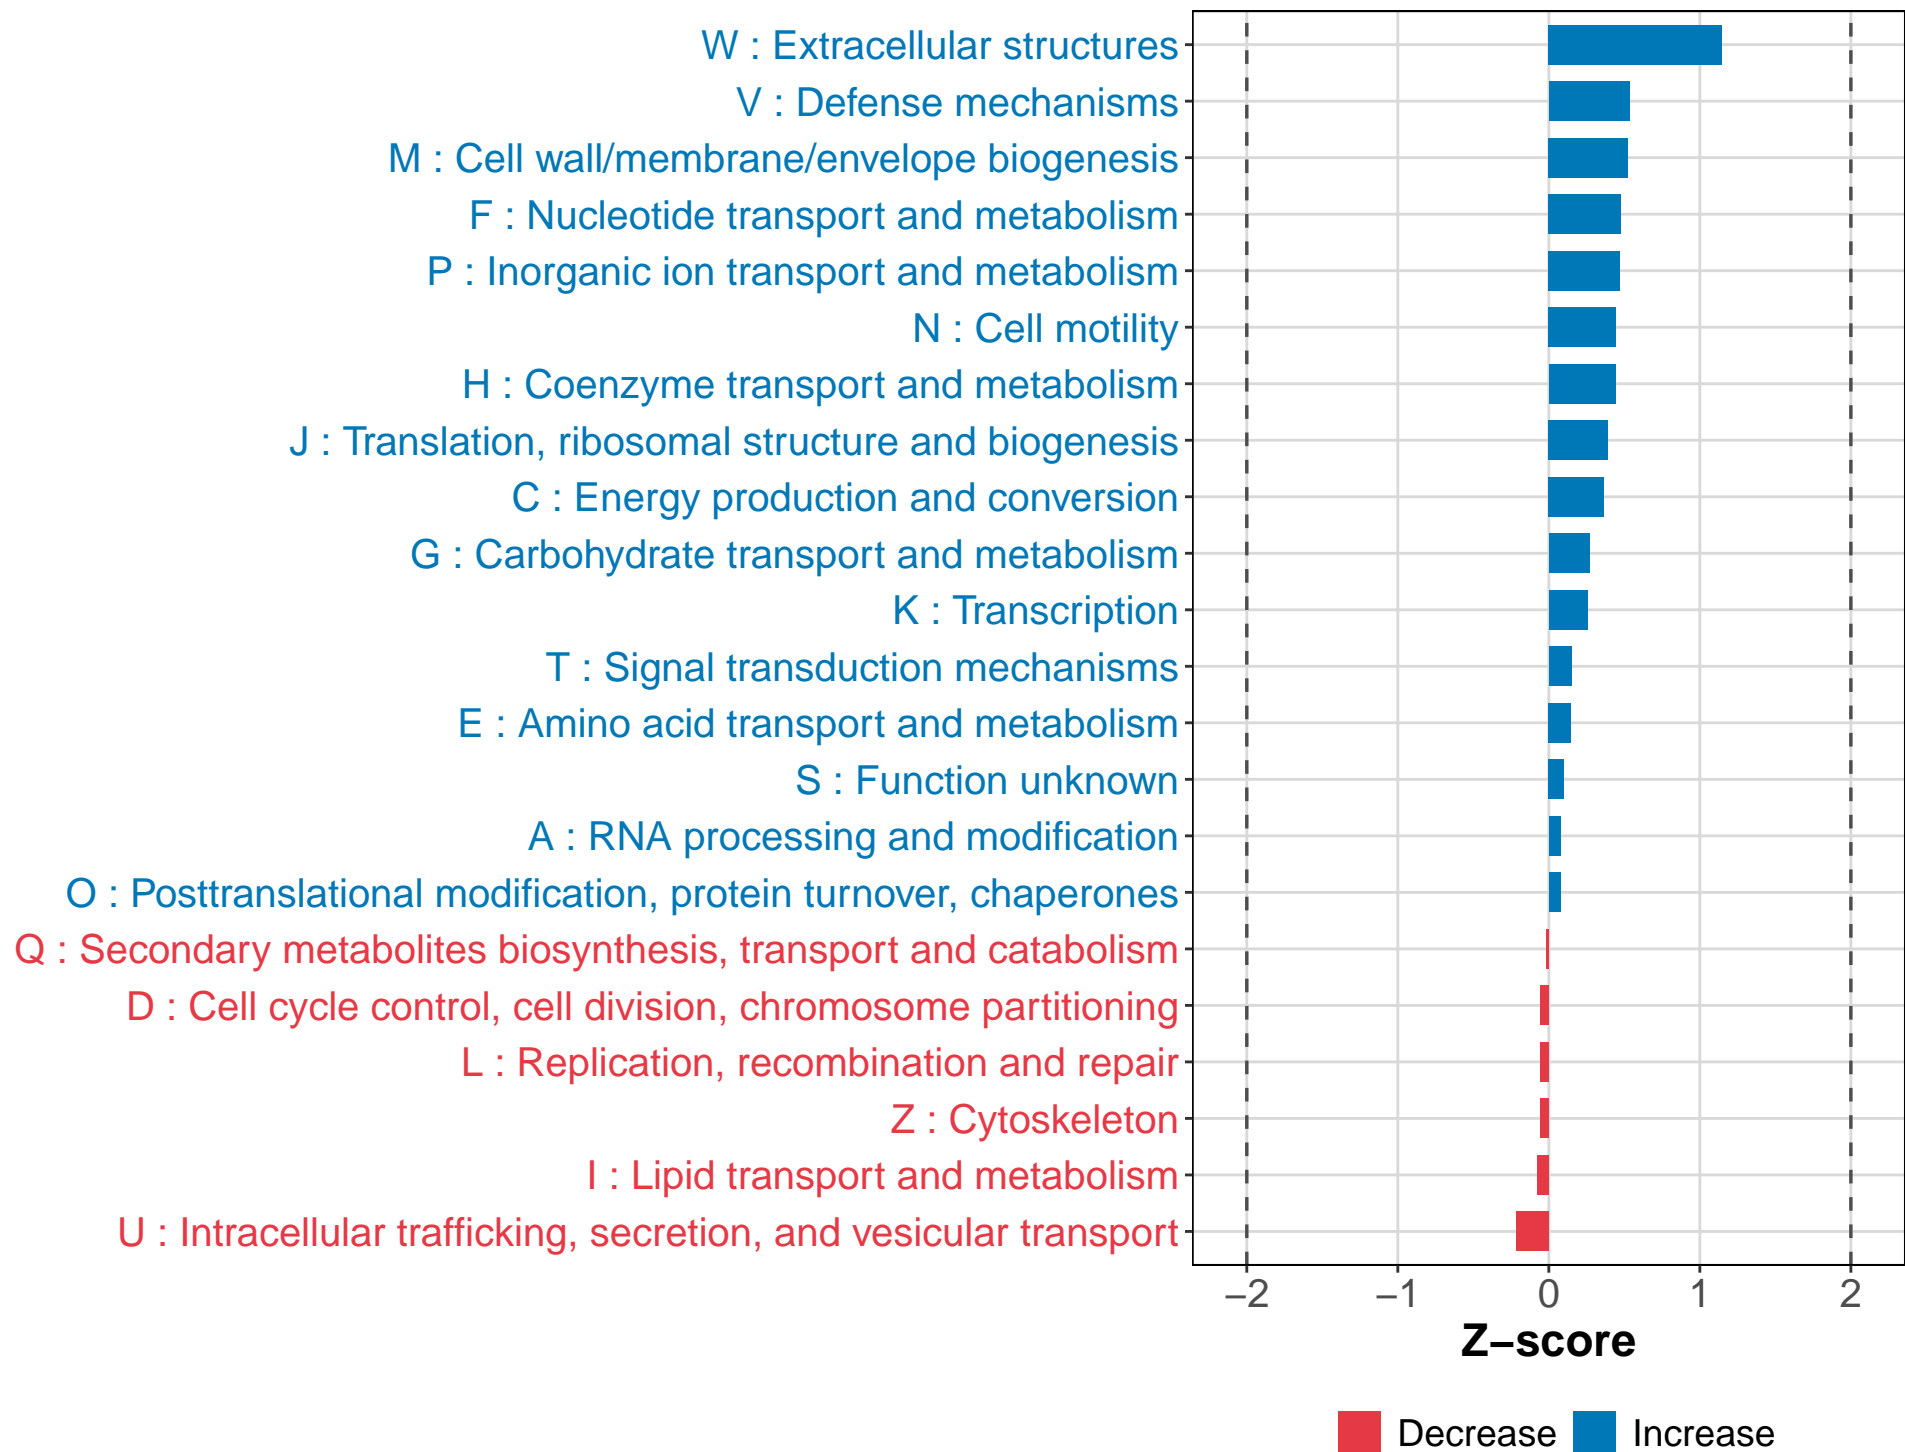 W : Extracellular structures
V : Defense mechanisms
M : Cell wall/membrane/envelope biogenesis
F : Nucleotide transport and metabolism
P : Inorganic ion transport and metabolism
N : Cell motility
H : Coenzyme transport and metabolism
J : Translation, ribosomal structure and biogenesis
C : Energy production and conversion
G : Carbohydrate transport and metabolism
K : Transcription
T : Signal transduction mechanisms
E : Amino acid transport and metabolism
S : Function unknown
A : RNA processing and modification
O : Posttranslational modification, protein turnover, chaperones
Q : Secondary metabolites biosynthesis, transport and catabolism
D : Cell cycle control, cell division, chromosome partitioning
L : Replication, recombination and repair
Z : Cytoskeleton
I : Lipid transport and metabolism
U : Intracellular trafficking, secretion, and vesicular transport
−2 −1 0 1 2
Z−score
Decrease Increase